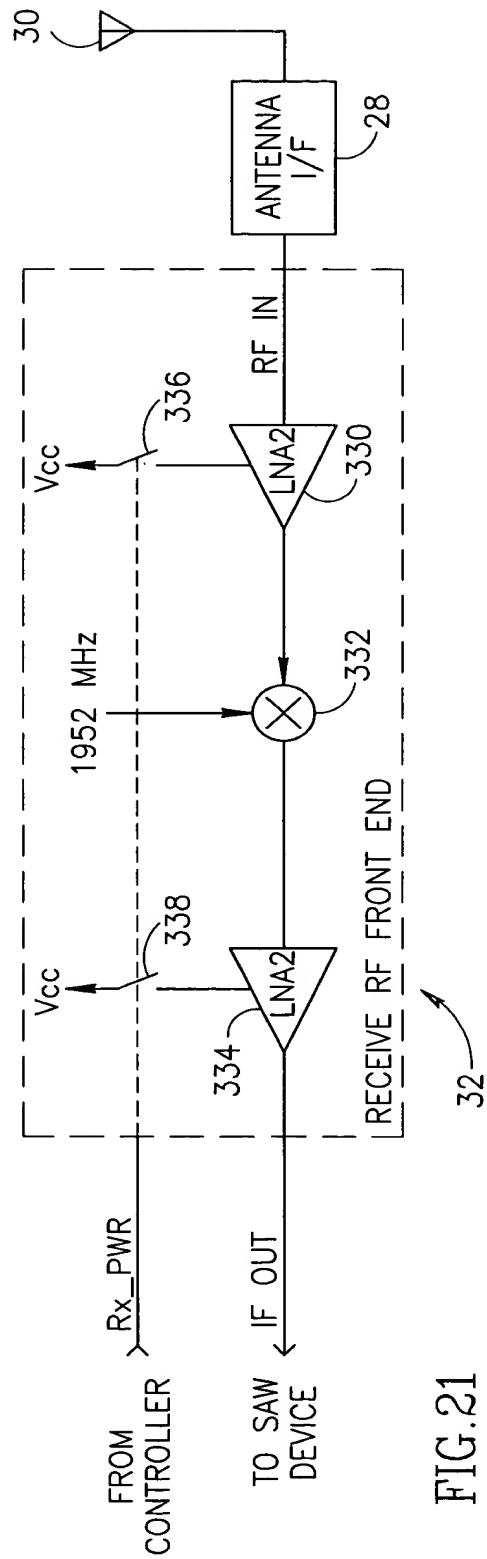 30
ANTENNA
I/F
28
RF IN
Vcc
336
LNA2
330
1952 MHz
332
Vcc
338
LNA2
334
RECEIVE RF FRONT END
32
Rx_PWR
FROM
CONTROLLER
IF OUT
TO SAW
DEVICE
FIG.21